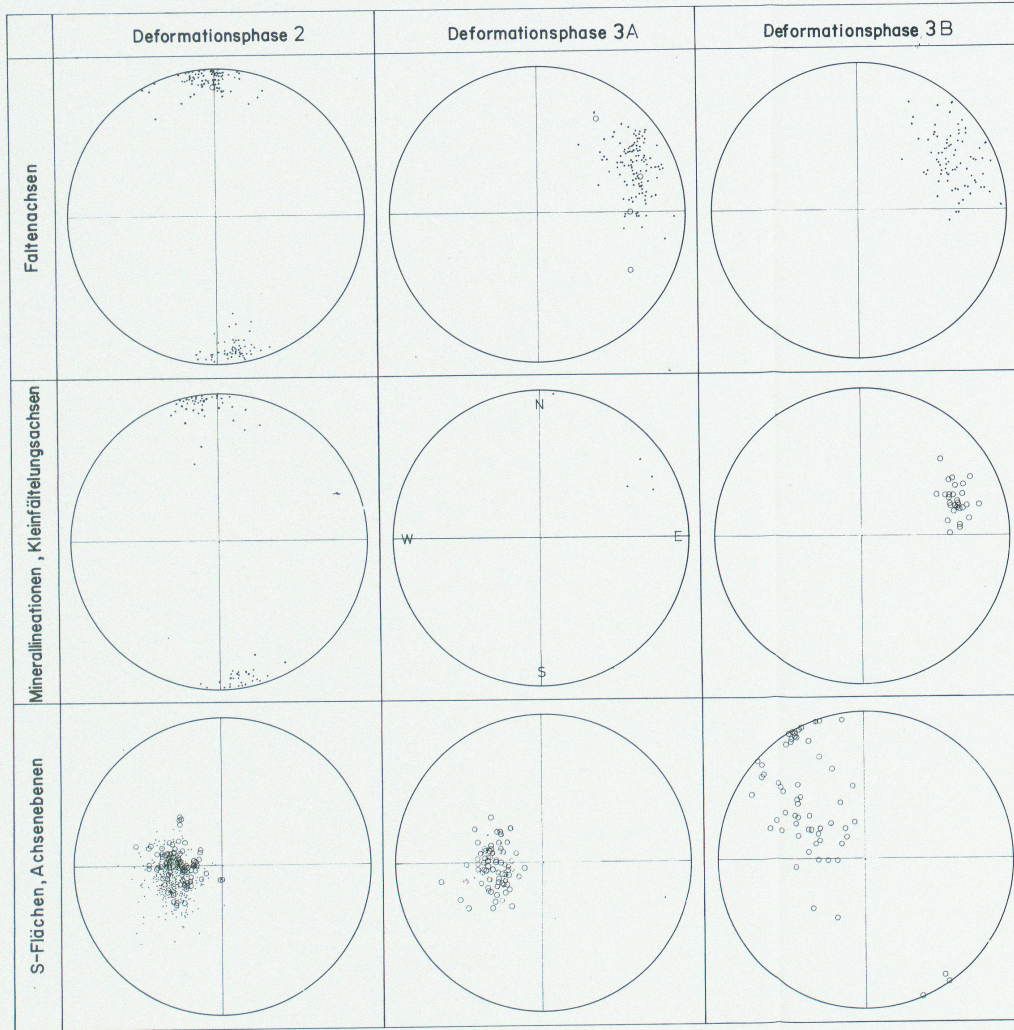 Deformationsphase 2
Deformationsphase 3A
Deformationsphase 3B
Faltenachsen
Minerallineationen, Kleinfältelungsachsen
N
W
E
S
S-Flächen, Achsenebenen